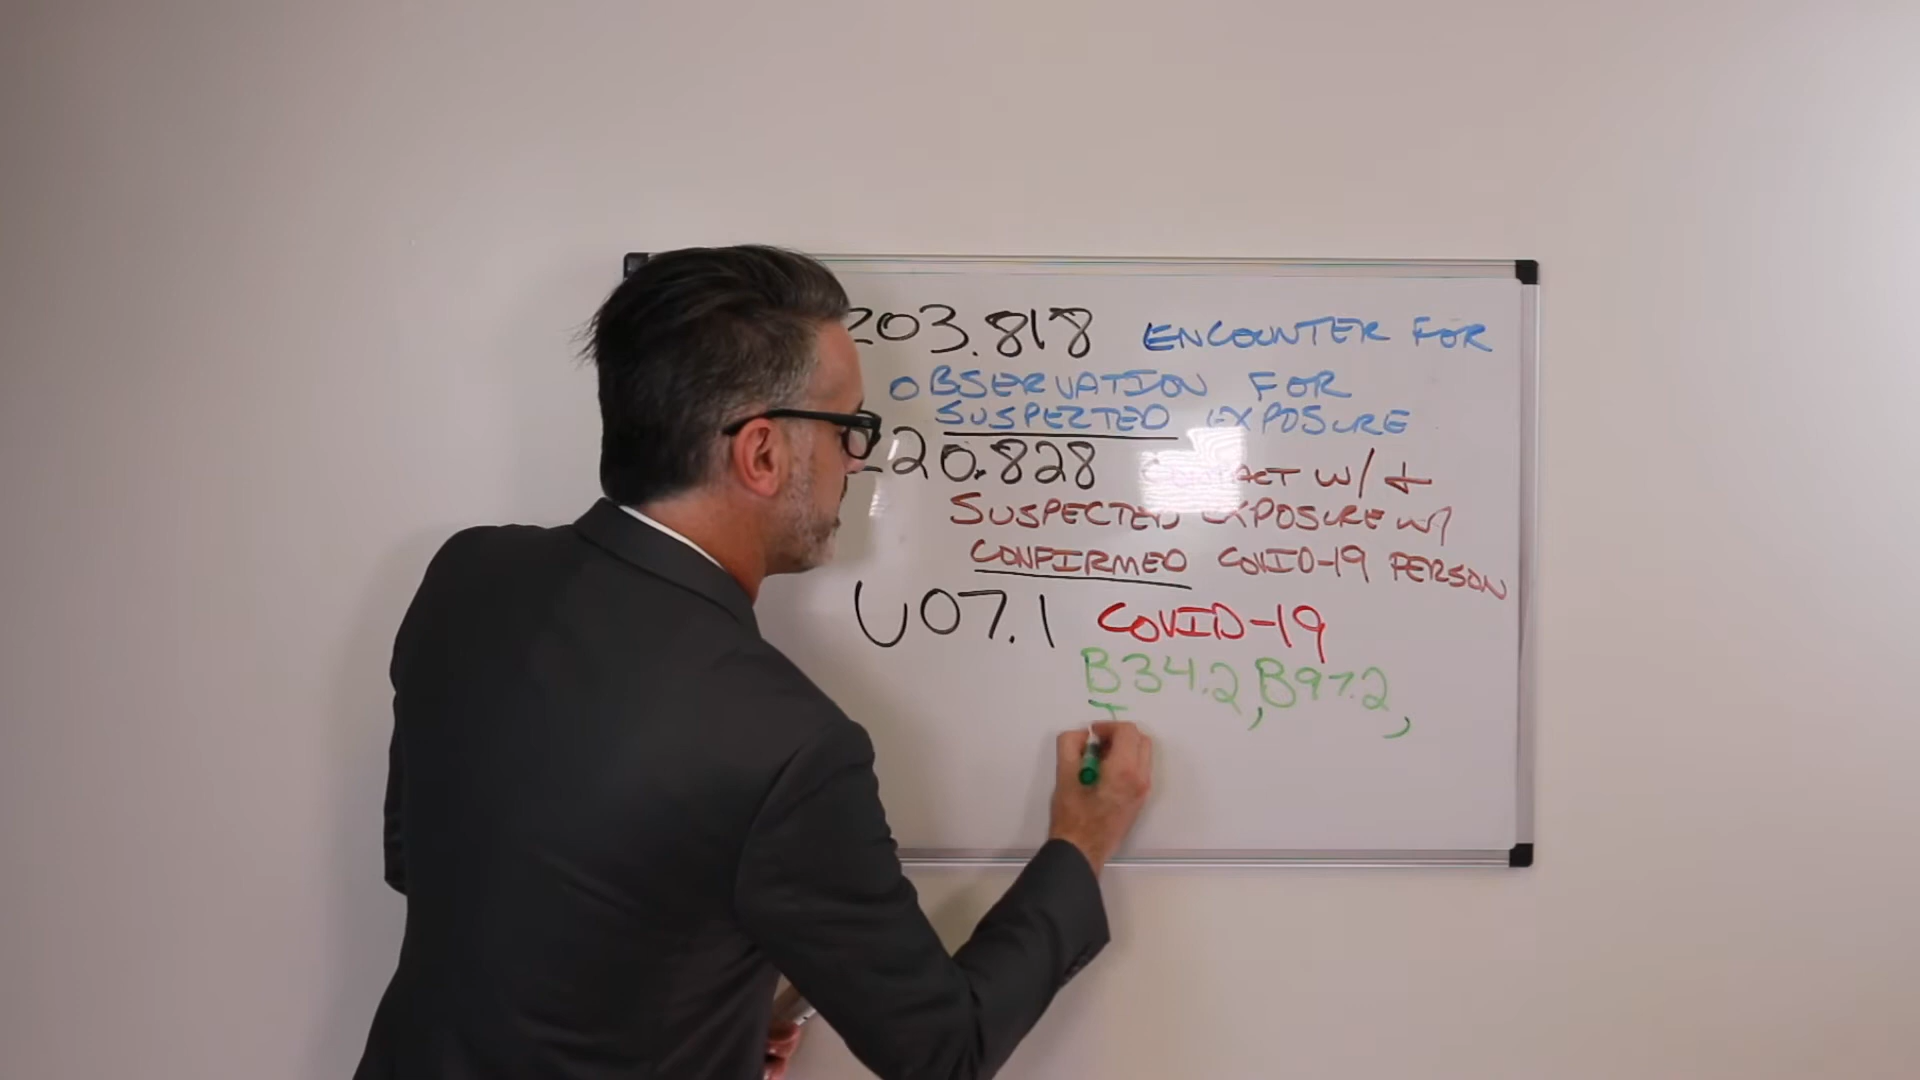 Z03.818 ENCOUNTER FOR
OBSERVATION FOR
SUSPECTED EXPOSURE
Z20.828 CONTACT W/ +
SUSPECTED EXPOSURE W/
CONFIRMED COVID-19 PERSON
U07.1 COVID-19
B34.2, B97.2,